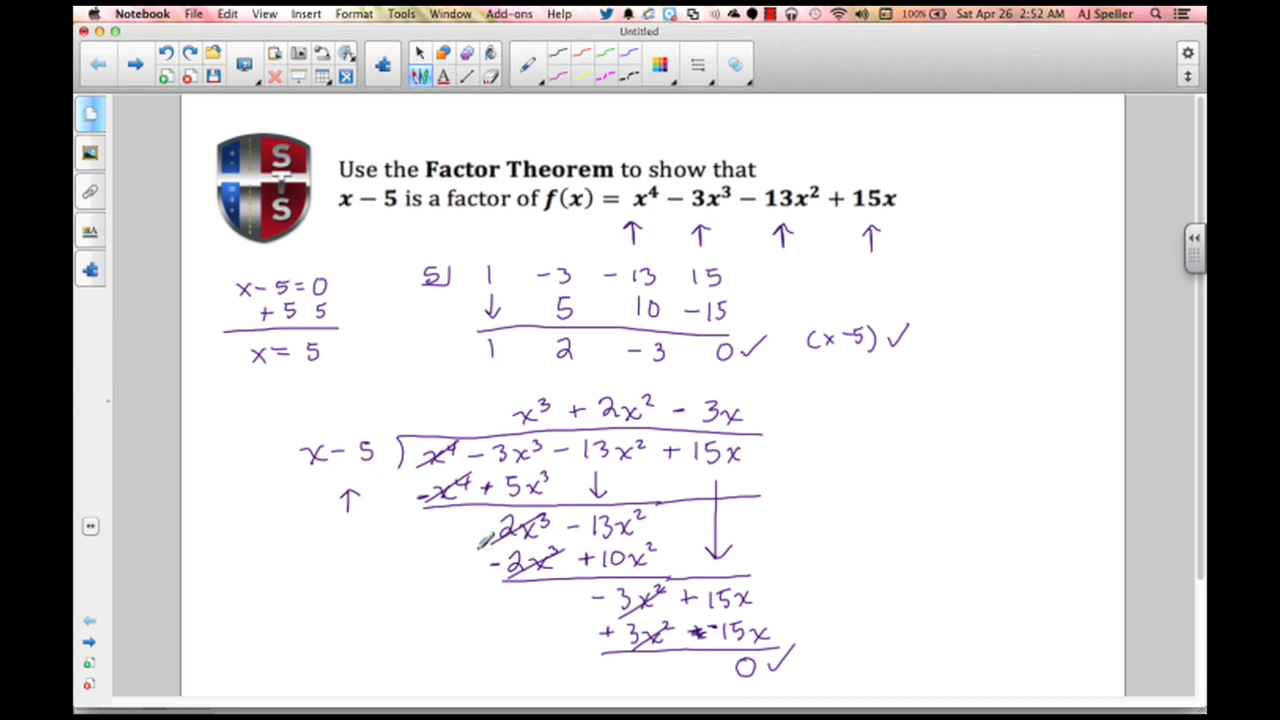 Notebook File Edit View Insert Format Tools Window Add-ons Help 100% Sat Apr 26 2:52 AM AJ Speller
Untitled
S T S
Use the Factor Theorem to show that
x − 5 is a factor of f(x) = x⁴ − 3x³ − 13x² + 15x
↑ ↑ ↑ ↑
x - 5 = 0
+ 5 5
x = 5
5| 1 -3 -13 15
↓ 5 10 -15
1 2 -3 0 ✓
(x-5) ✓
x³ + 2x² - 3x
x - 5 ) x⁴ - 3x³ - 13x² + 15x
↑ -x⁴ + 5x³ ↓
2x³ - 13x²
-2x³ + 10x² ↓
- 3x² + 15x
+ 3x² - 15x
0 ✓